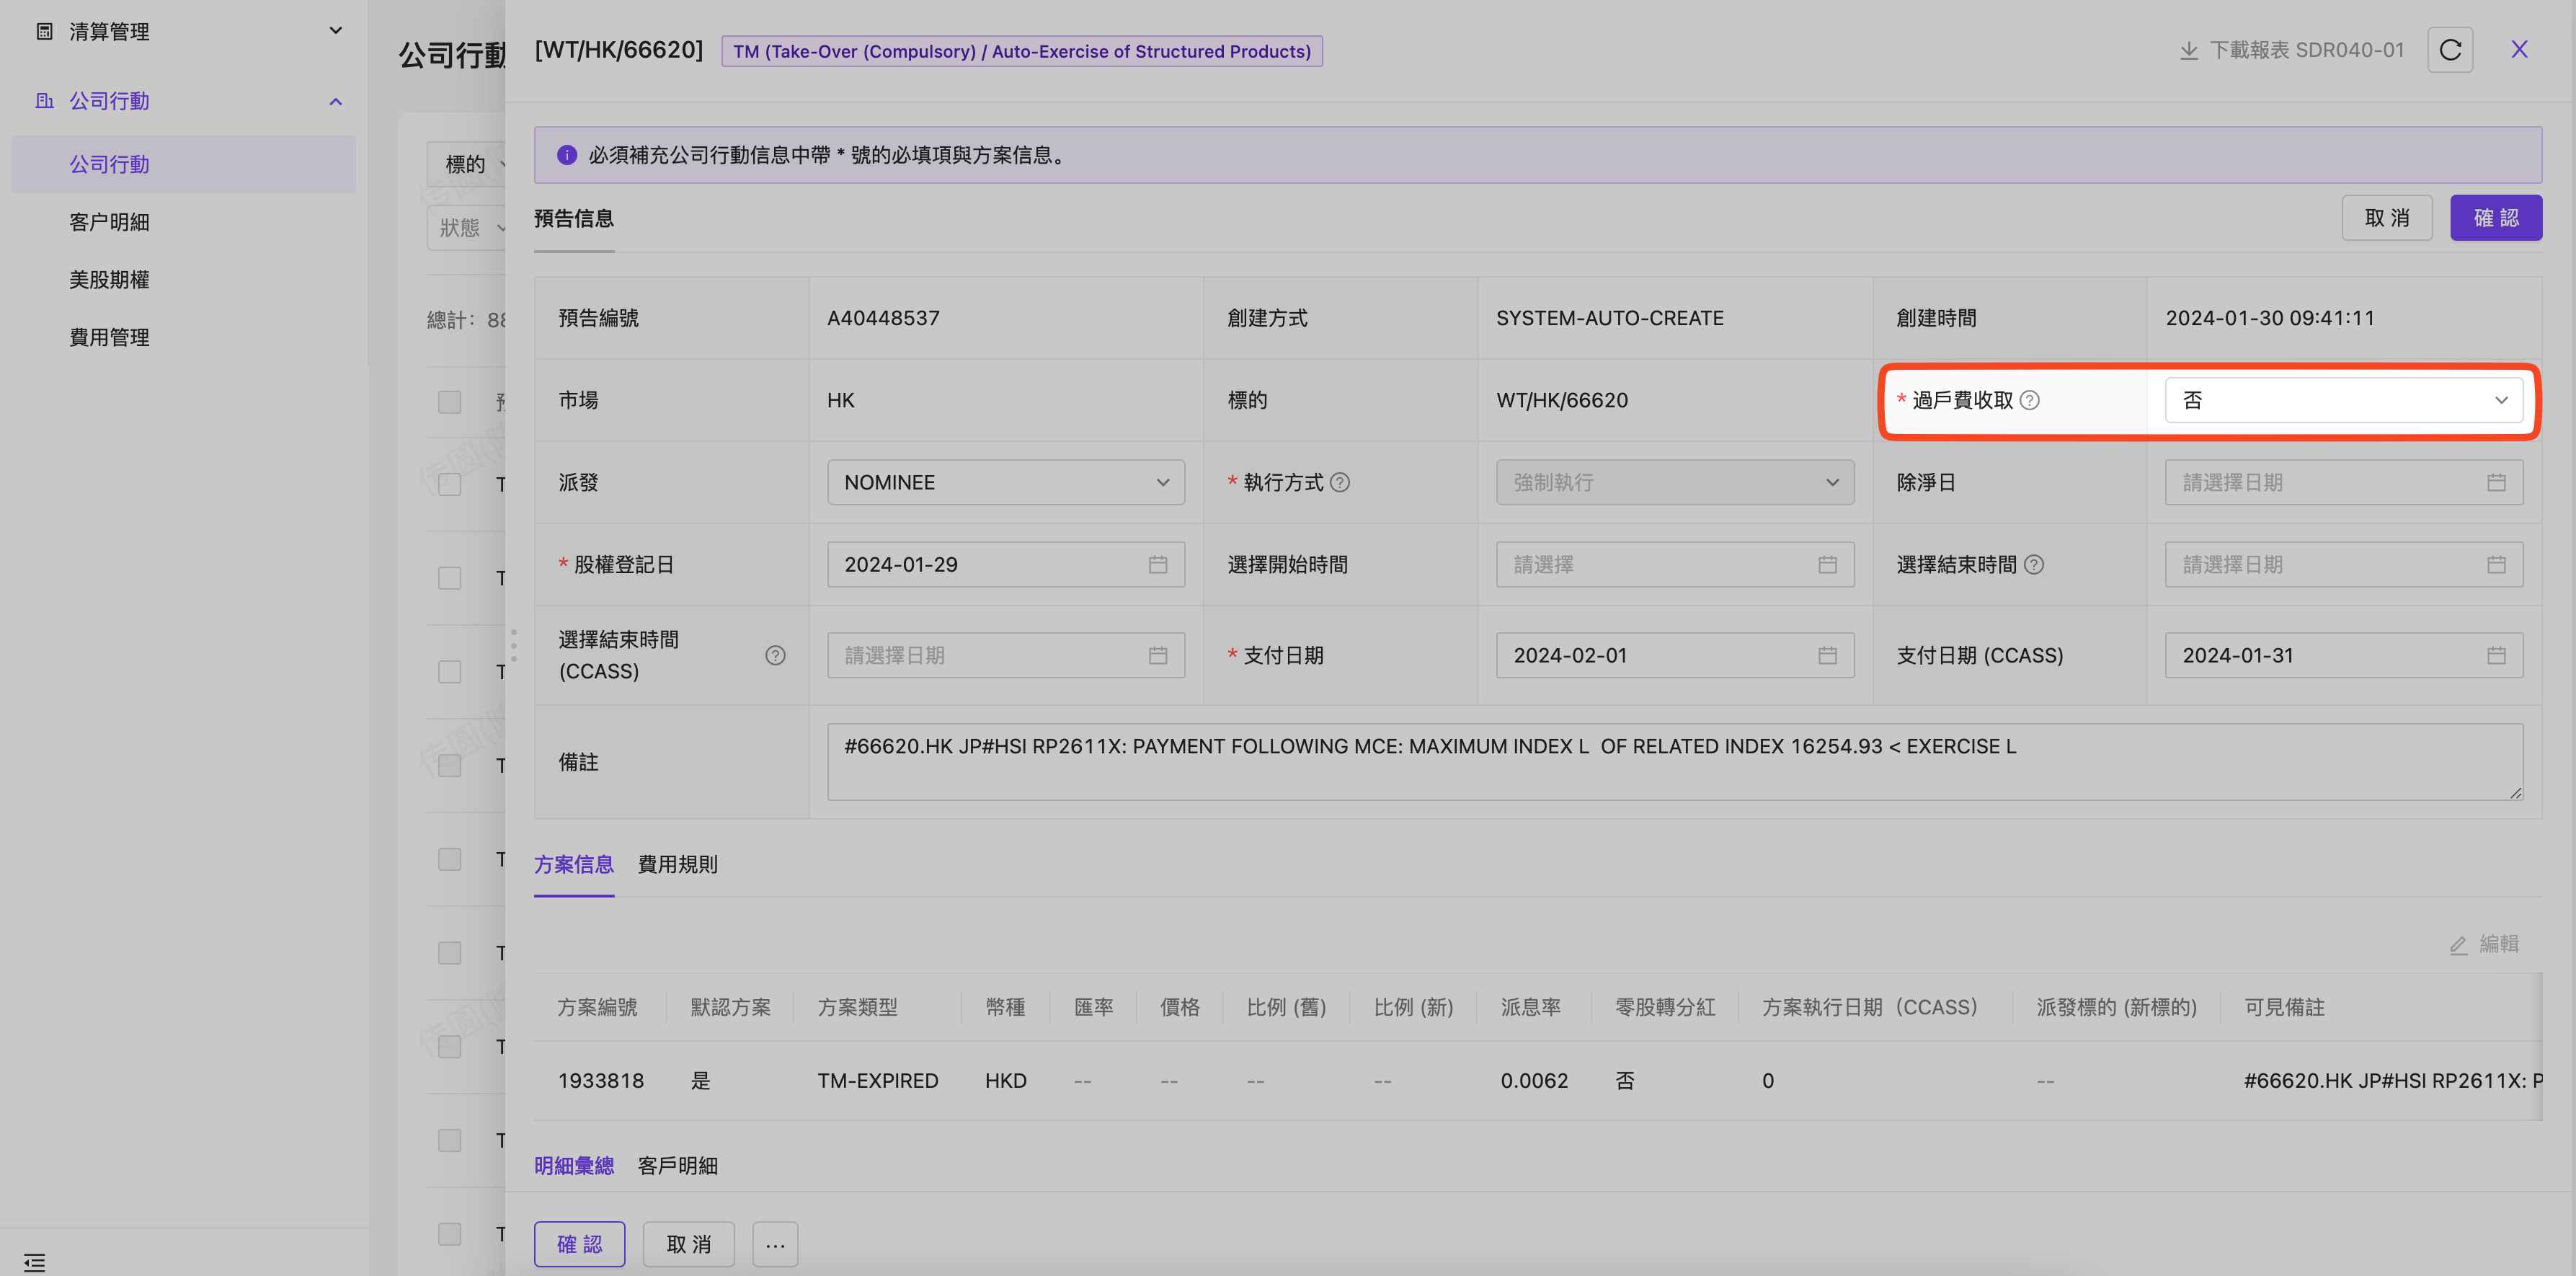 清算管理
公司行動
公司行動
客户明細
美股期權
費用管理
公司行動
標的
狀態
總計：88
[WT/HK/66620]
TM (Take-Over (Compulsory) / Auto-Exercise of Structured Products)
下載報表 SDR040-01
必須補充公司行動信息中帶 * 號的必填項與方案信息。
預告信息
取 消
確 認
預告編號 A40448537 創建方式 SYSTEM-AUTO-CREATE 創建時間 2024-01-30 09:41:11
市場 HK 標的 WT/HK/66620 * 過戶費收取 否
派發 NOMINEE * 執行方式 強制執行 除淨日 請選擇日期
* 股權登記日 2024-01-29 選擇開始時間 請選擇 選擇結束時間 請選擇日期
選擇結束時間
(CCASS) 請選擇日期 * 支付日期 2024-02-01 支付日期 (CCASS) 2024-01-31
備註 #66620.HK JP#HSI RP2611X: PAYMENT FOLLOWING MCE: MAXIMUM INDEX L  OF RELATED INDEX 16254.93 < EXERCISE L
方案信息 費用規則
編輯
方案編號 默認方案 方案類型 幣種 匯率 價格 比例 (舊) 比例 (新) 派息率 零股轉分紅 方案執行日期（CCASS） 派發標的 (新標的) 可見備註
1933818 是 TM-EXPIRED HKD -- -- -- -- 0.0062 否 0 -- #66620.HK JP#HSI RP2611X: P
明細彙總 客戶明細
確 認 取 消 ...